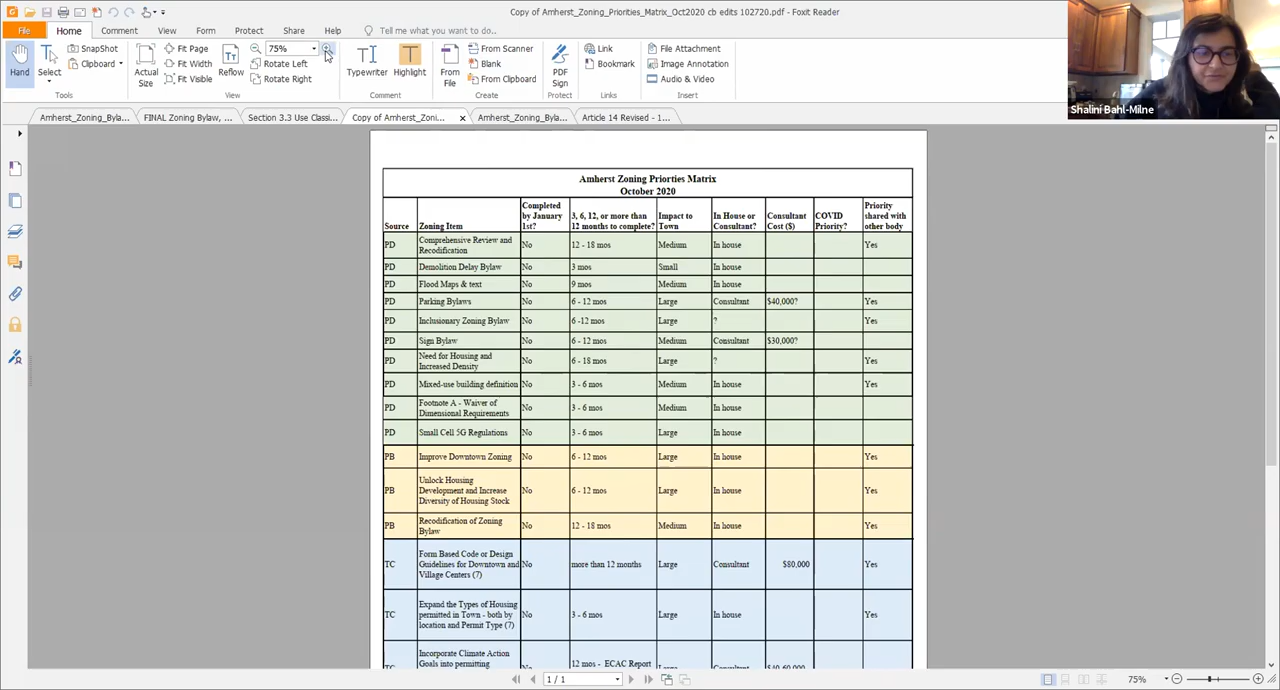 Copy of Amherst_Zoning_Priorities_Matrix_Oct2020 cb edits 102720.pdf - Foxit Reader
File Home Comment View Form Protect Share Help Tell me what you want to do..
Hand
Select
SnapShot
Clipboard
Tools
Actual Size
Fit Page
Fit Width
Fit Visible
Reflow
75%
Rotate Left
Rotate Right
View
Typewriter
Highlight
Comment
From File
From Scanner
Blank
From Clipboard
Create
PDF Sign
Protect
Link
Bookmark
Links
File Attachment
Image Annotation
Audio & Video
Insert
Shalini Bahl-Milne
Amherst_Zoning_Byla... FINAL Zoning Bylaw, ... Section 3.3 Use Classi... Copy of Amherst_Zoni... Amherst_Zoning_Byla... Article 14 Revised - 1...
Amherst Zoning Priorties Matrix
October 2020
Source Zoning Item Completed by January 1st? 3, 6, 12, or more than 12 months to complete? Impact to Town In House or Consultant? Consultant Cost ($) COVID Priority? Priority shared with other body
PD Comprehensive Review and Recodification No 12 - 18 mos Medium In house Yes
PD Demolition Delay Bylaw No 3 mos Small In house
PD Flood Maps & text No 9 mos Medium In house
PD Parking Bylaws No 6 - 12 mos Large Consultant $40,000? Yes
PD Inclusionary Zoning Bylaw No 6 -12 mos Large ? Yes
PD Sign Bylaw No 6 - 12 mos Medium Consultant $30,000?
PD Need for Housing and Increased Density No 6 - 18 mos Large ? Yes
PD Mixed-use building definition No 3 - 6 mos Medium In house Yes
PD Footnote A - Waiver of Dimensional Requirements No 3 - 6 mos Medium In house
PD Small Cell 5G Regulations No 3 - 6 mos Large In house
PB Improve Downtown Zoning No 6 - 12 mos Large In house Yes
PB Unlock Housing Development and Increase Diversity of Housing Stock No 6 - 12 mos Large In house Yes
PB Recodification of Zoning Bylaw No 12 - 18 mos Medium In house Yes
TC Form Based Code or Design Guidelines for Downtown and Village Centers (7) No more than 12 months Large Consultant $80,000 Yes
TC Expand the Types of Housing permitted in Town - both by location and Permit Type (7) No 3 - 6 mos Large In house Yes
Incorporate Climate Action Goals into permitting 12 mos - ECAC Report
1 / 1
75%